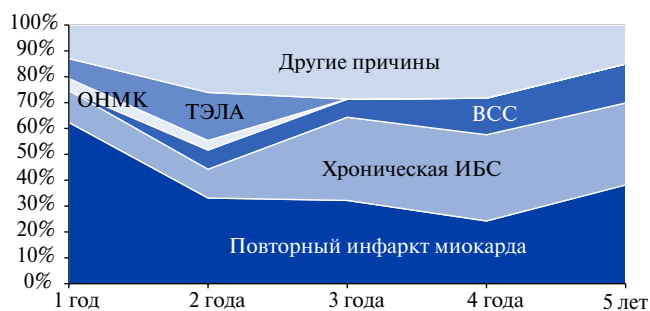 100%
90%
80%
70%
60%
50%
40%
30%
20%
10%
0%
Другие причины
ОНМК
ТЭЛА
ВСС
Хроническая ИБС
Повторный инфаркт миокарда
1 год
2 года
3 года
4 года
5 лет